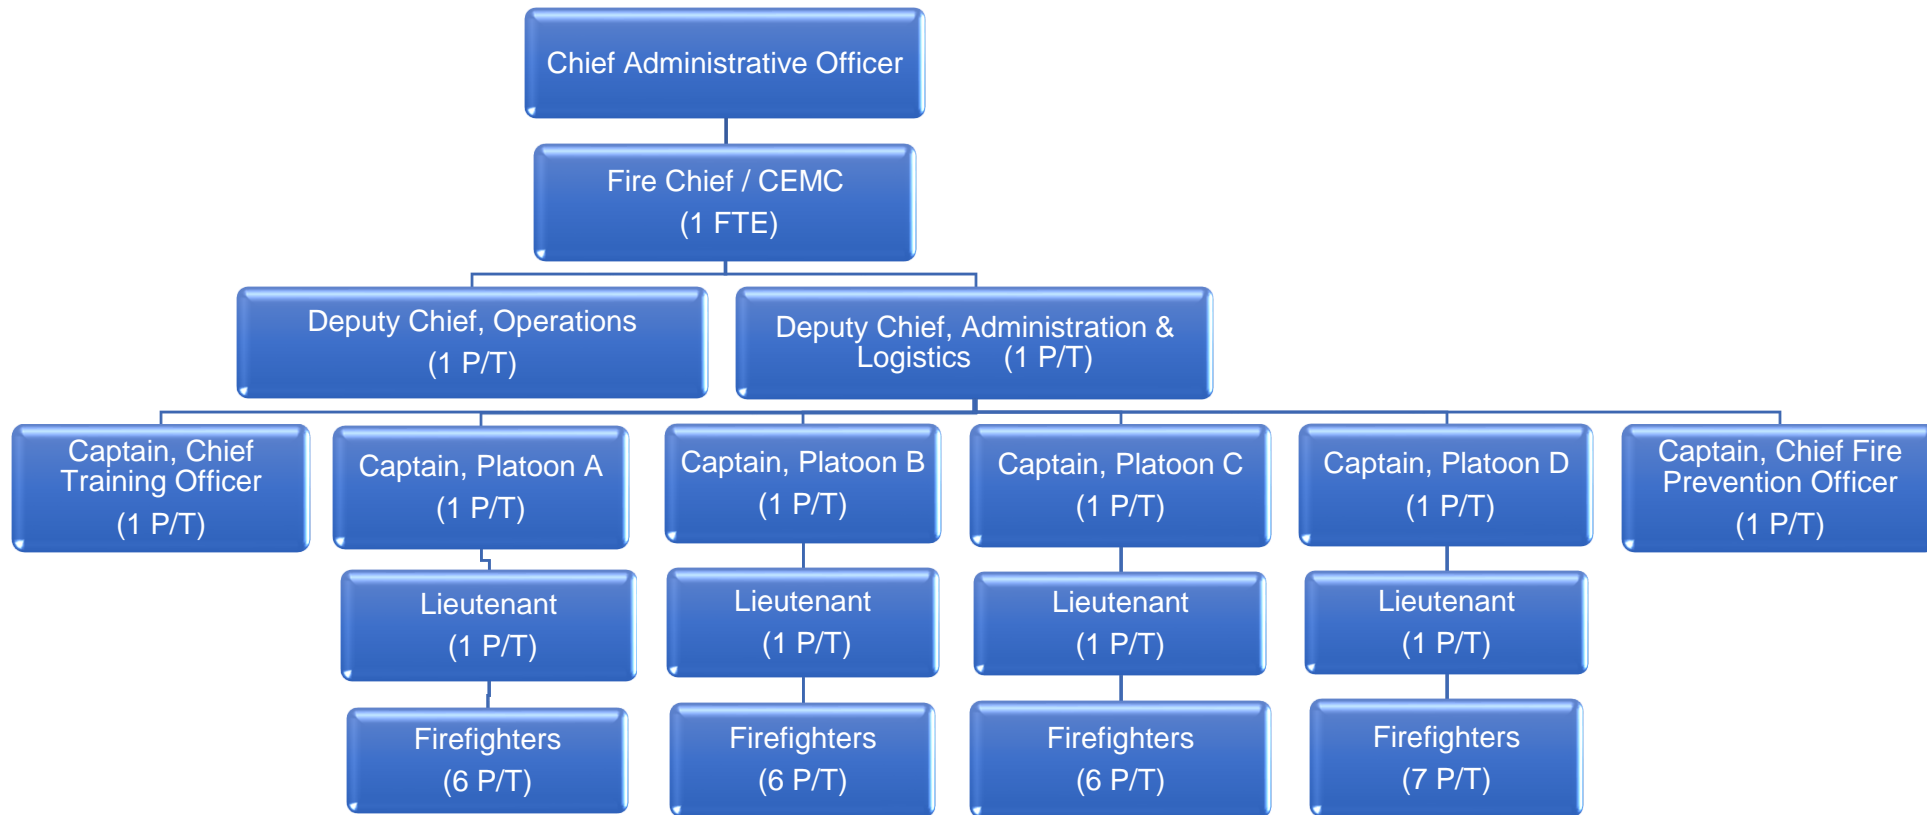 Chief Administrative Officer
Fire Chief / CEMC
(1 FTE)
Deputy Chief, Operations
(1 P/T)
Deputy Chief, Administration &
Logistics (1 P/T)
Captain, Chief
Training Officer
(1 P/T)
Captain, Platoon A
(1 P/T)
Captain, Platoon B
(1 P/T)
Captain, Platoon C
(1 P/T)
Captain, Platoon D
(1 P/T)
Captain, Chief Fire
Prevention Officer
(1 P/T)
Lieutenant
(1 P/T)
Lieutenant
(1 P/T)
Lieutenant
(1 P/T)
Lieutenant
(1 P/T)
Firefighters
(6 P/T)
Firefighters
(6 P/T)
Firefighters
(6 P/T)
Firefighters
(7 P/T)